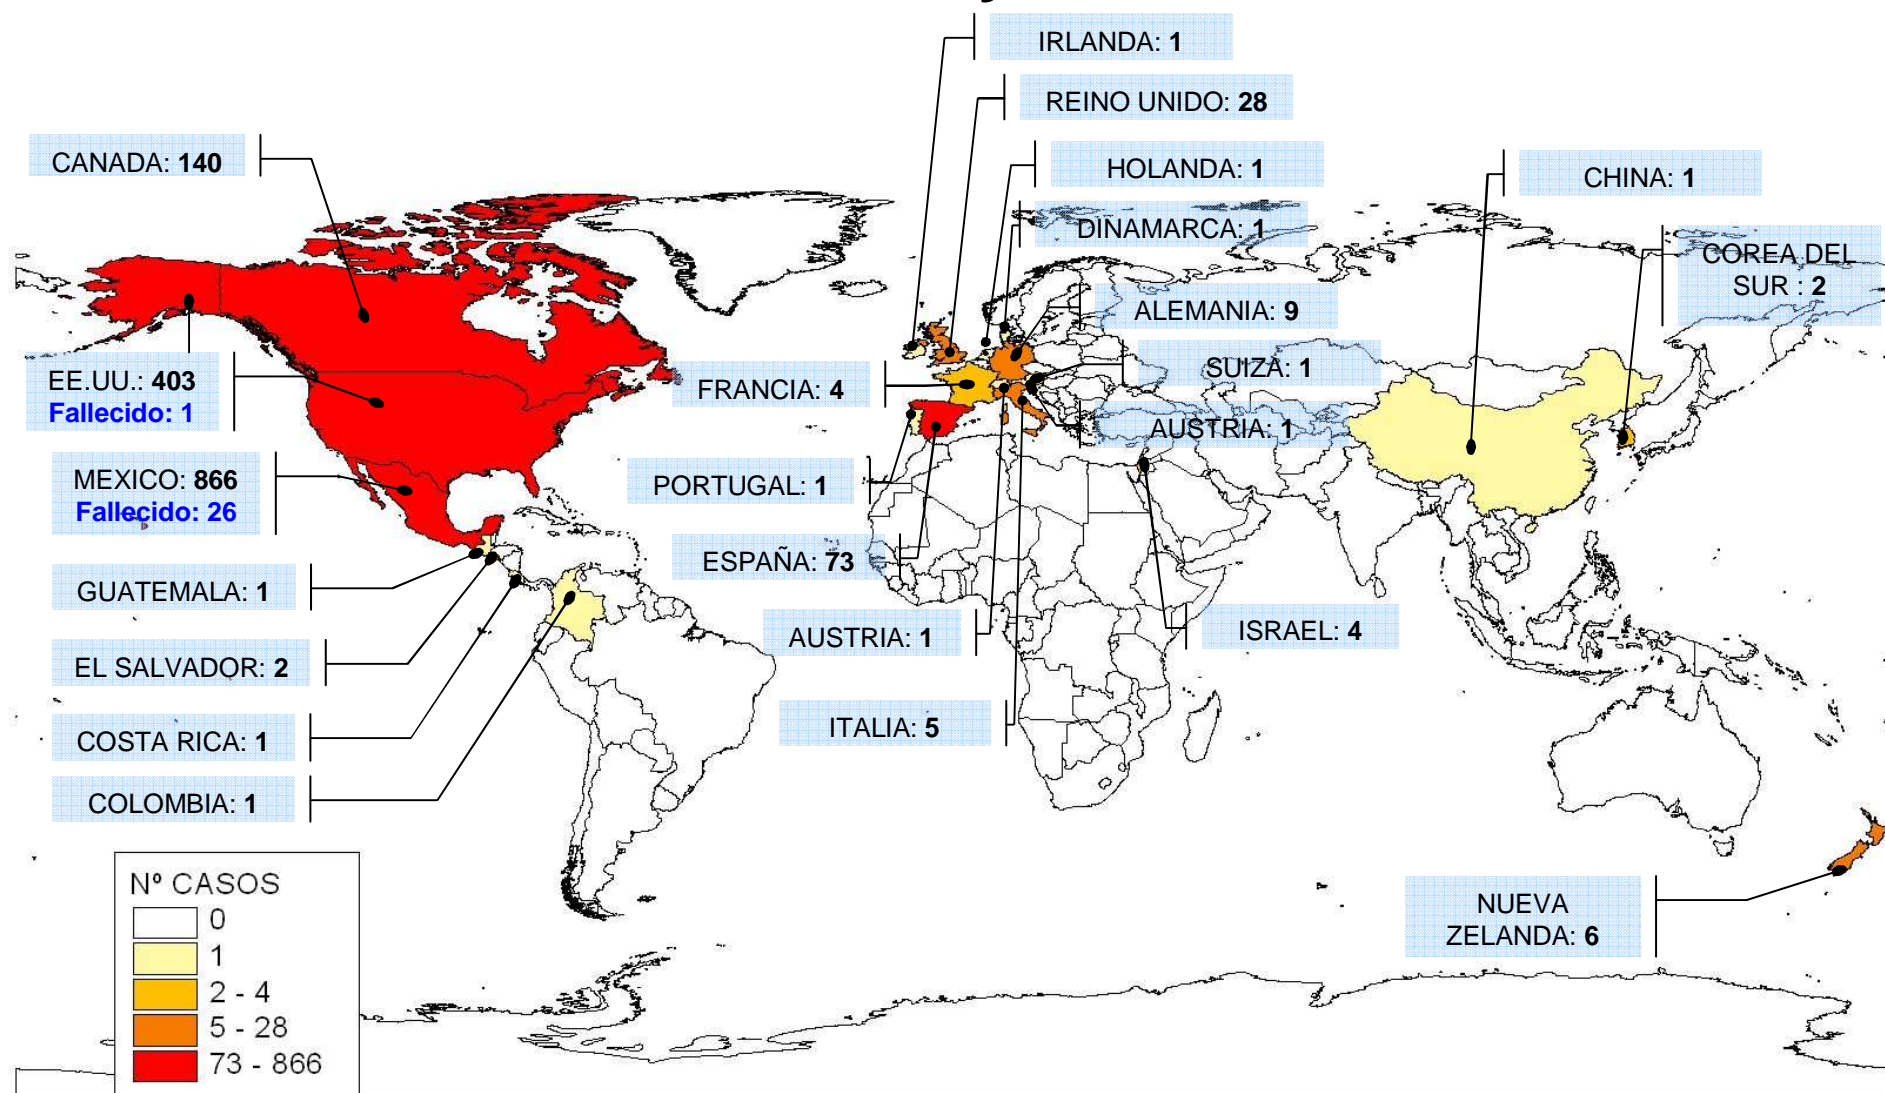 IRLANDA: 1
REINO UNIDO: 28
CANADA: 140
HOLANDA: 1
CHINA: 1
DINAMARCA: 1
COREA DEL
SUR : 2
ALEMANIA: 9
EE.UU.: 403
Fallecido: 1
FRANCIA: 4
SUIZA: 1
AUSTRIA: 1
MEXICO: 866
Fallecido: 26
PORTUGAL: 1
ESPAÑA: 73
GUATEMALA: 1
AUSTRIA: 1
ISRAEL: 4
EL SALVADOR: 2
ITALIA: 5
COSTA RICA: 1
COLOMBIA: 1
NUEVA
ZELANDA: 6
Nº CASOS
0
1
2 - 4
5 - 28
73 - 866